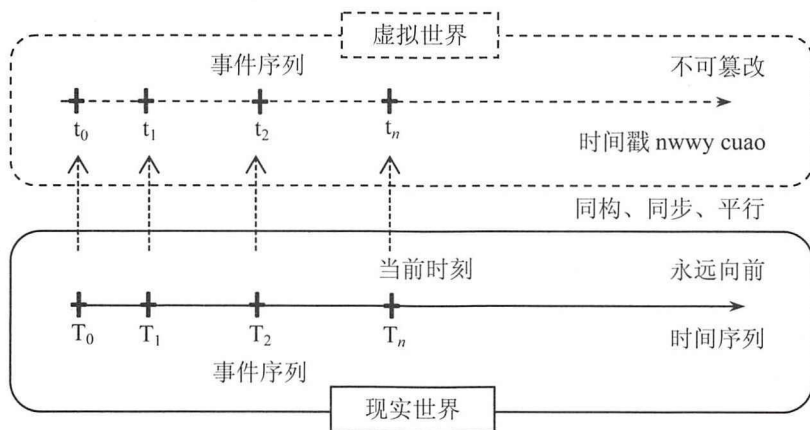 虚拟世界
事件序列 不可篡改
t0 t1 t2 tn
时间戳 nwwy cuao
同构、同步、平行
当前时刻 永远向前
T0 T1 T2 Tn
时间序列
事件序列
现实世界